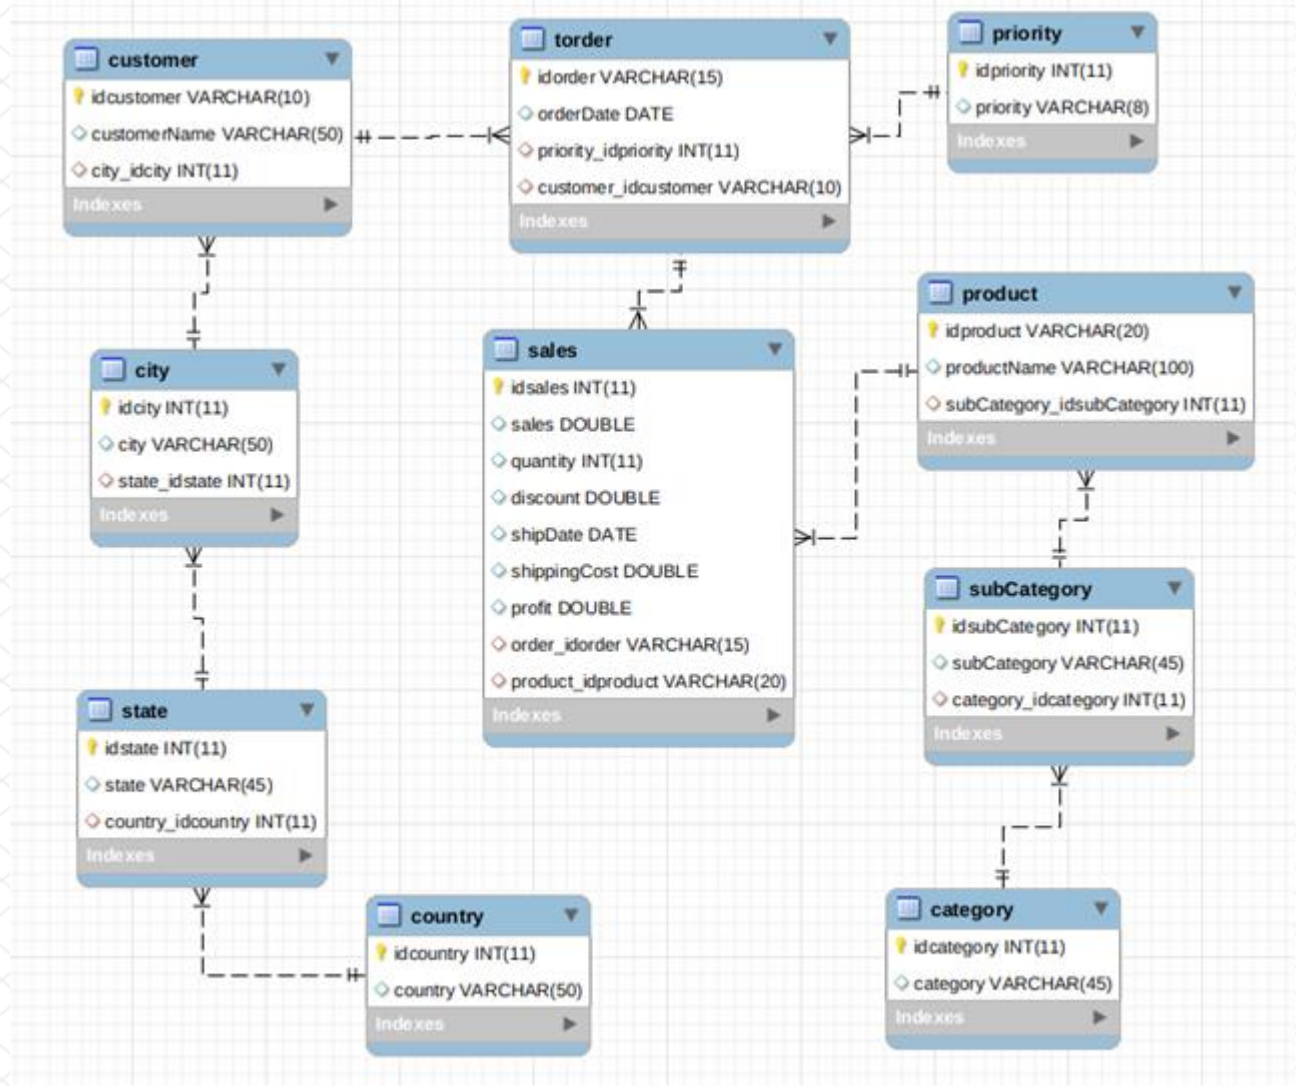 customer
idcustomer VARCHAR(10)
customerName VARCHAR(50)
city_idcity INT(11)
Indexes
torder
idorder VARCHAR(15)
orderDate DATE
priority_idpriority INT(11)
customer_idcustomer VARCHAR(10)
Indexes
priority
idpriority INT(11)
priority VARCHAR(8)
Indexes
city
idcity INT(11)
city VARCHAR(50)
state_idstate INT(11)
Indexes
sales
idsales INT(11)
sales DOUBLE
quantity INT(11)
discount DOUBLE
shipDate DATE
shippingCost DOUBLE
profit DOUBLE
order_idorder VARCHAR(15)
product_idproduct VARCHAR(20)
Indexes
product
idproduct VARCHAR(20)
productName VARCHAR(100)
subCategory_idsubCategory INT(11)
Indexes
subCategory
idsubCategory INT(11)
subCategory VARCHAR(45)
category_idcategory INT(11)
Indexes
state
idstate INT(11)
state VARCHAR(45)
country_idcountry INT(11)
Indexes
country
idcountry INT(11)
country VARCHAR(50)
Indexes
category
idcategory INT(11)
category VARCHAR(45)
Indexes